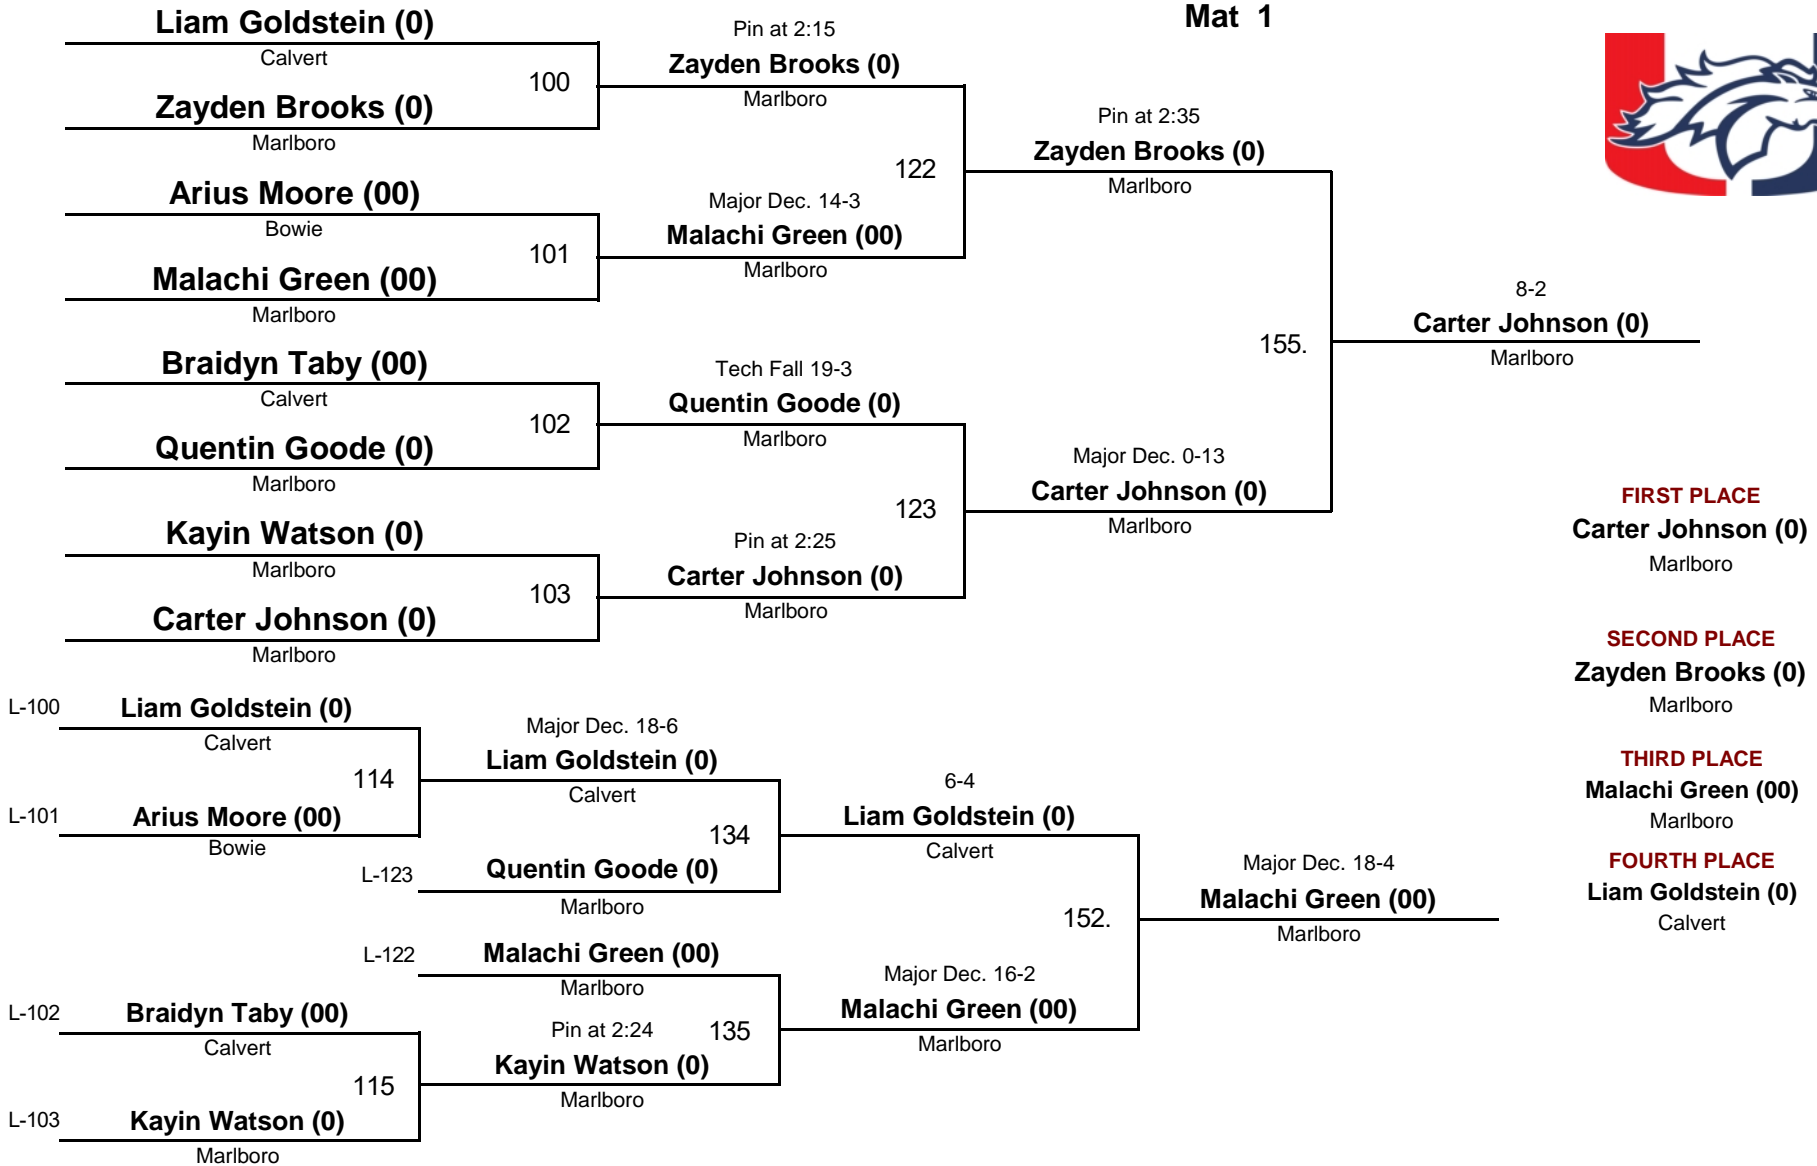 Mat 1
Liam Goldstein (0)
Calvert
100
Zayden Brooks (0)
Marlboro
Arius Moore (00)
Bowie
101
Malachi Green (00)
Marlboro
Braidyn Taby (00)
Calvert
102
Quentin Goode (0)
Marlboro
Kayin Watson (0)
Marlboro
103
Carter Johnson (0)
Marlboro
Pin at 2:15
Zayden Brooks (0)
Marlboro
122
Major Dec. 14-3
Malachi Green (00)
Marlboro
Tech Fall 19-3
Quentin Goode (0)
Marlboro
123
Pin at 2:25
Carter Johnson (0)
Marlboro
Pin at 2:35
Zayden Brooks (0)
Marlboro
155.
Major Dec. 0-13
Carter Johnson (0)
Marlboro
8-2
Carter Johnson (0)
Marlboro
FIRST PLACE
Carter Johnson (0)
Marlboro
SECOND PLACE
Zayden Brooks (0)
Marlboro
THIRD PLACE
Malachi Green (00)
Marlboro
FOURTH PLACE
Liam Goldstein (0)
Calvert
L-100
Liam Goldstein (0)
Calvert
114
L-101
Arius Moore (00)
Bowie
Major Dec. 18-6
Liam Goldstein (0)
Calvert
134
L-123
Quentin Goode (0)
Marlboro
L-122
Malachi Green (00)
Marlboro
135
L-102
Braidyn Taby (00)
Calvert
115
L-103
Kayin Watson (0)
Marlboro
Pin at 2:24
Kayin Watson (0)
Marlboro
6-4
Liam Goldstein (0)
Calvert
152.
Major Dec. 16-2
Malachi Green (00)
Marlboro
Major Dec. 18-4
Malachi Green (00)
Marlboro